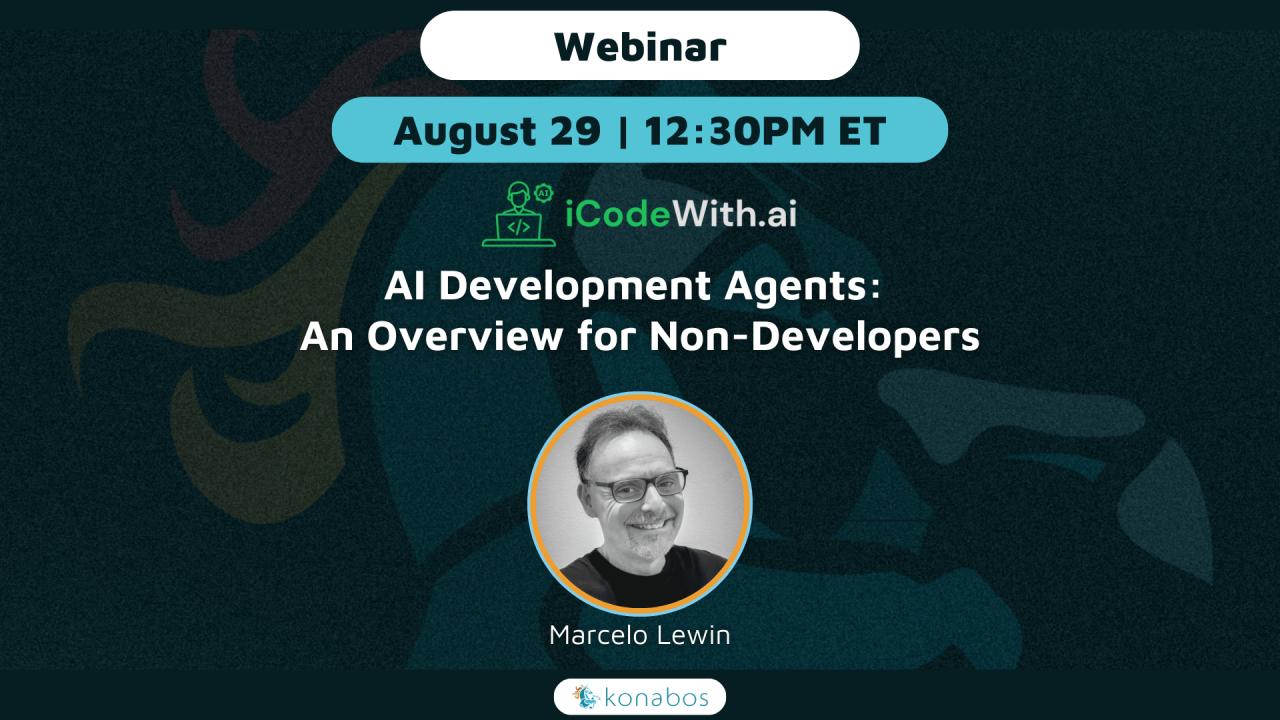 Webinar
August 29 | 12:30PM ET
AI
</>
iCodeWith.ai
AI Development Agents:
An Overview for Non-Developers
Marcelo Lewin
konabos